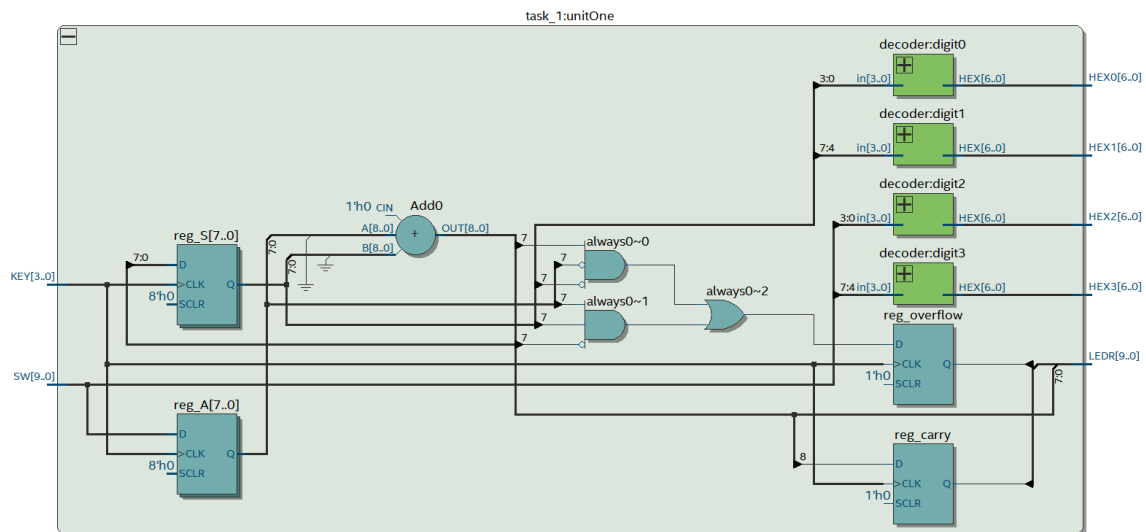 task_1:unitOne
decoder:digit0
3:0
in[3..0]
HEX[6..0]
HEX0[6..0]
decoder:digit1
7:4
in[3..0]
HEX[6..0]
HEX1[6..0]
decoder:digit2
3:0
in[3..0]
HEX[6..0]
HEX2[6..0]
decoder:digit3
7:4
in[3..0]
HEX[6..0]
HEX3[6..0]
1'h0
CIN
Add0
A[8..0]
B[8..0]
OUT[8..0]
+
reg_S[7..0]
7:0
D
>CLK
8'h0
SCLR
Q
7:0
7:0
KEY[3..0]
always0~0
7
7
7
always0~1
7
7
7
always0~2
reg_overflow
D
>CLK
1'h0
SCLR
Q
LEDR[9..0]
7:0
SW[9..0]
reg_A[7..0]
D
>CLK
8'h0
SCLR
Q
reg_carry
8
D
>CLK
1'h0
SCLR
Q